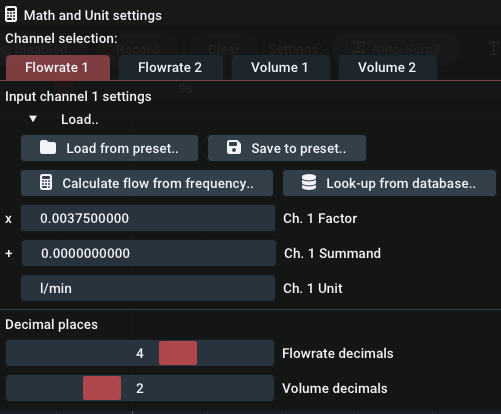 Math and Unit settings
Channel selection:
Flowrate 1 Flowrate 2 Volume 1 Volume 2
Input channel 1 settings
Load..
Load from preset.. Save to preset..
Calculate flow from frequency.. Look-up from database..
x 0.0037500000 Ch. 1 Factor
+ 0.0000000000 Ch. 1 Summand
l/min Ch. 1 Unit
Decimal places
4 Flowrate decimals
2 Volume decimals